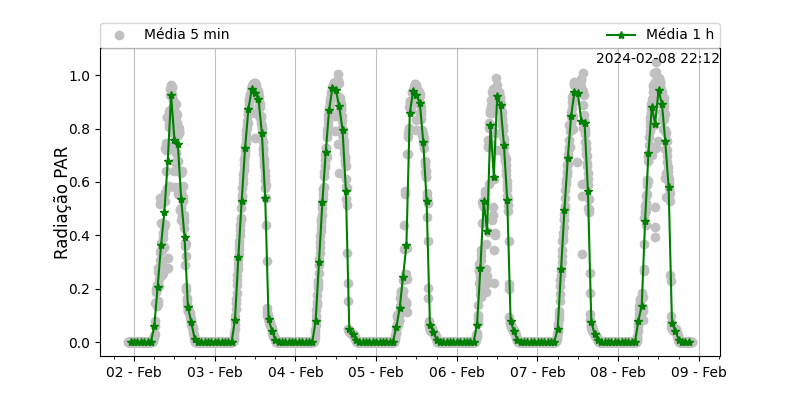 Média 5 min
Média 1 h
2024-02-08 22:12
Radiação PAR
1.0
0.8
0.6
0.4
0.2
0.0
02 - Feb
03 - Feb
04 - Feb
05 - Feb
06 - Feb
07 - Feb
08 - Feb
09 - Feb